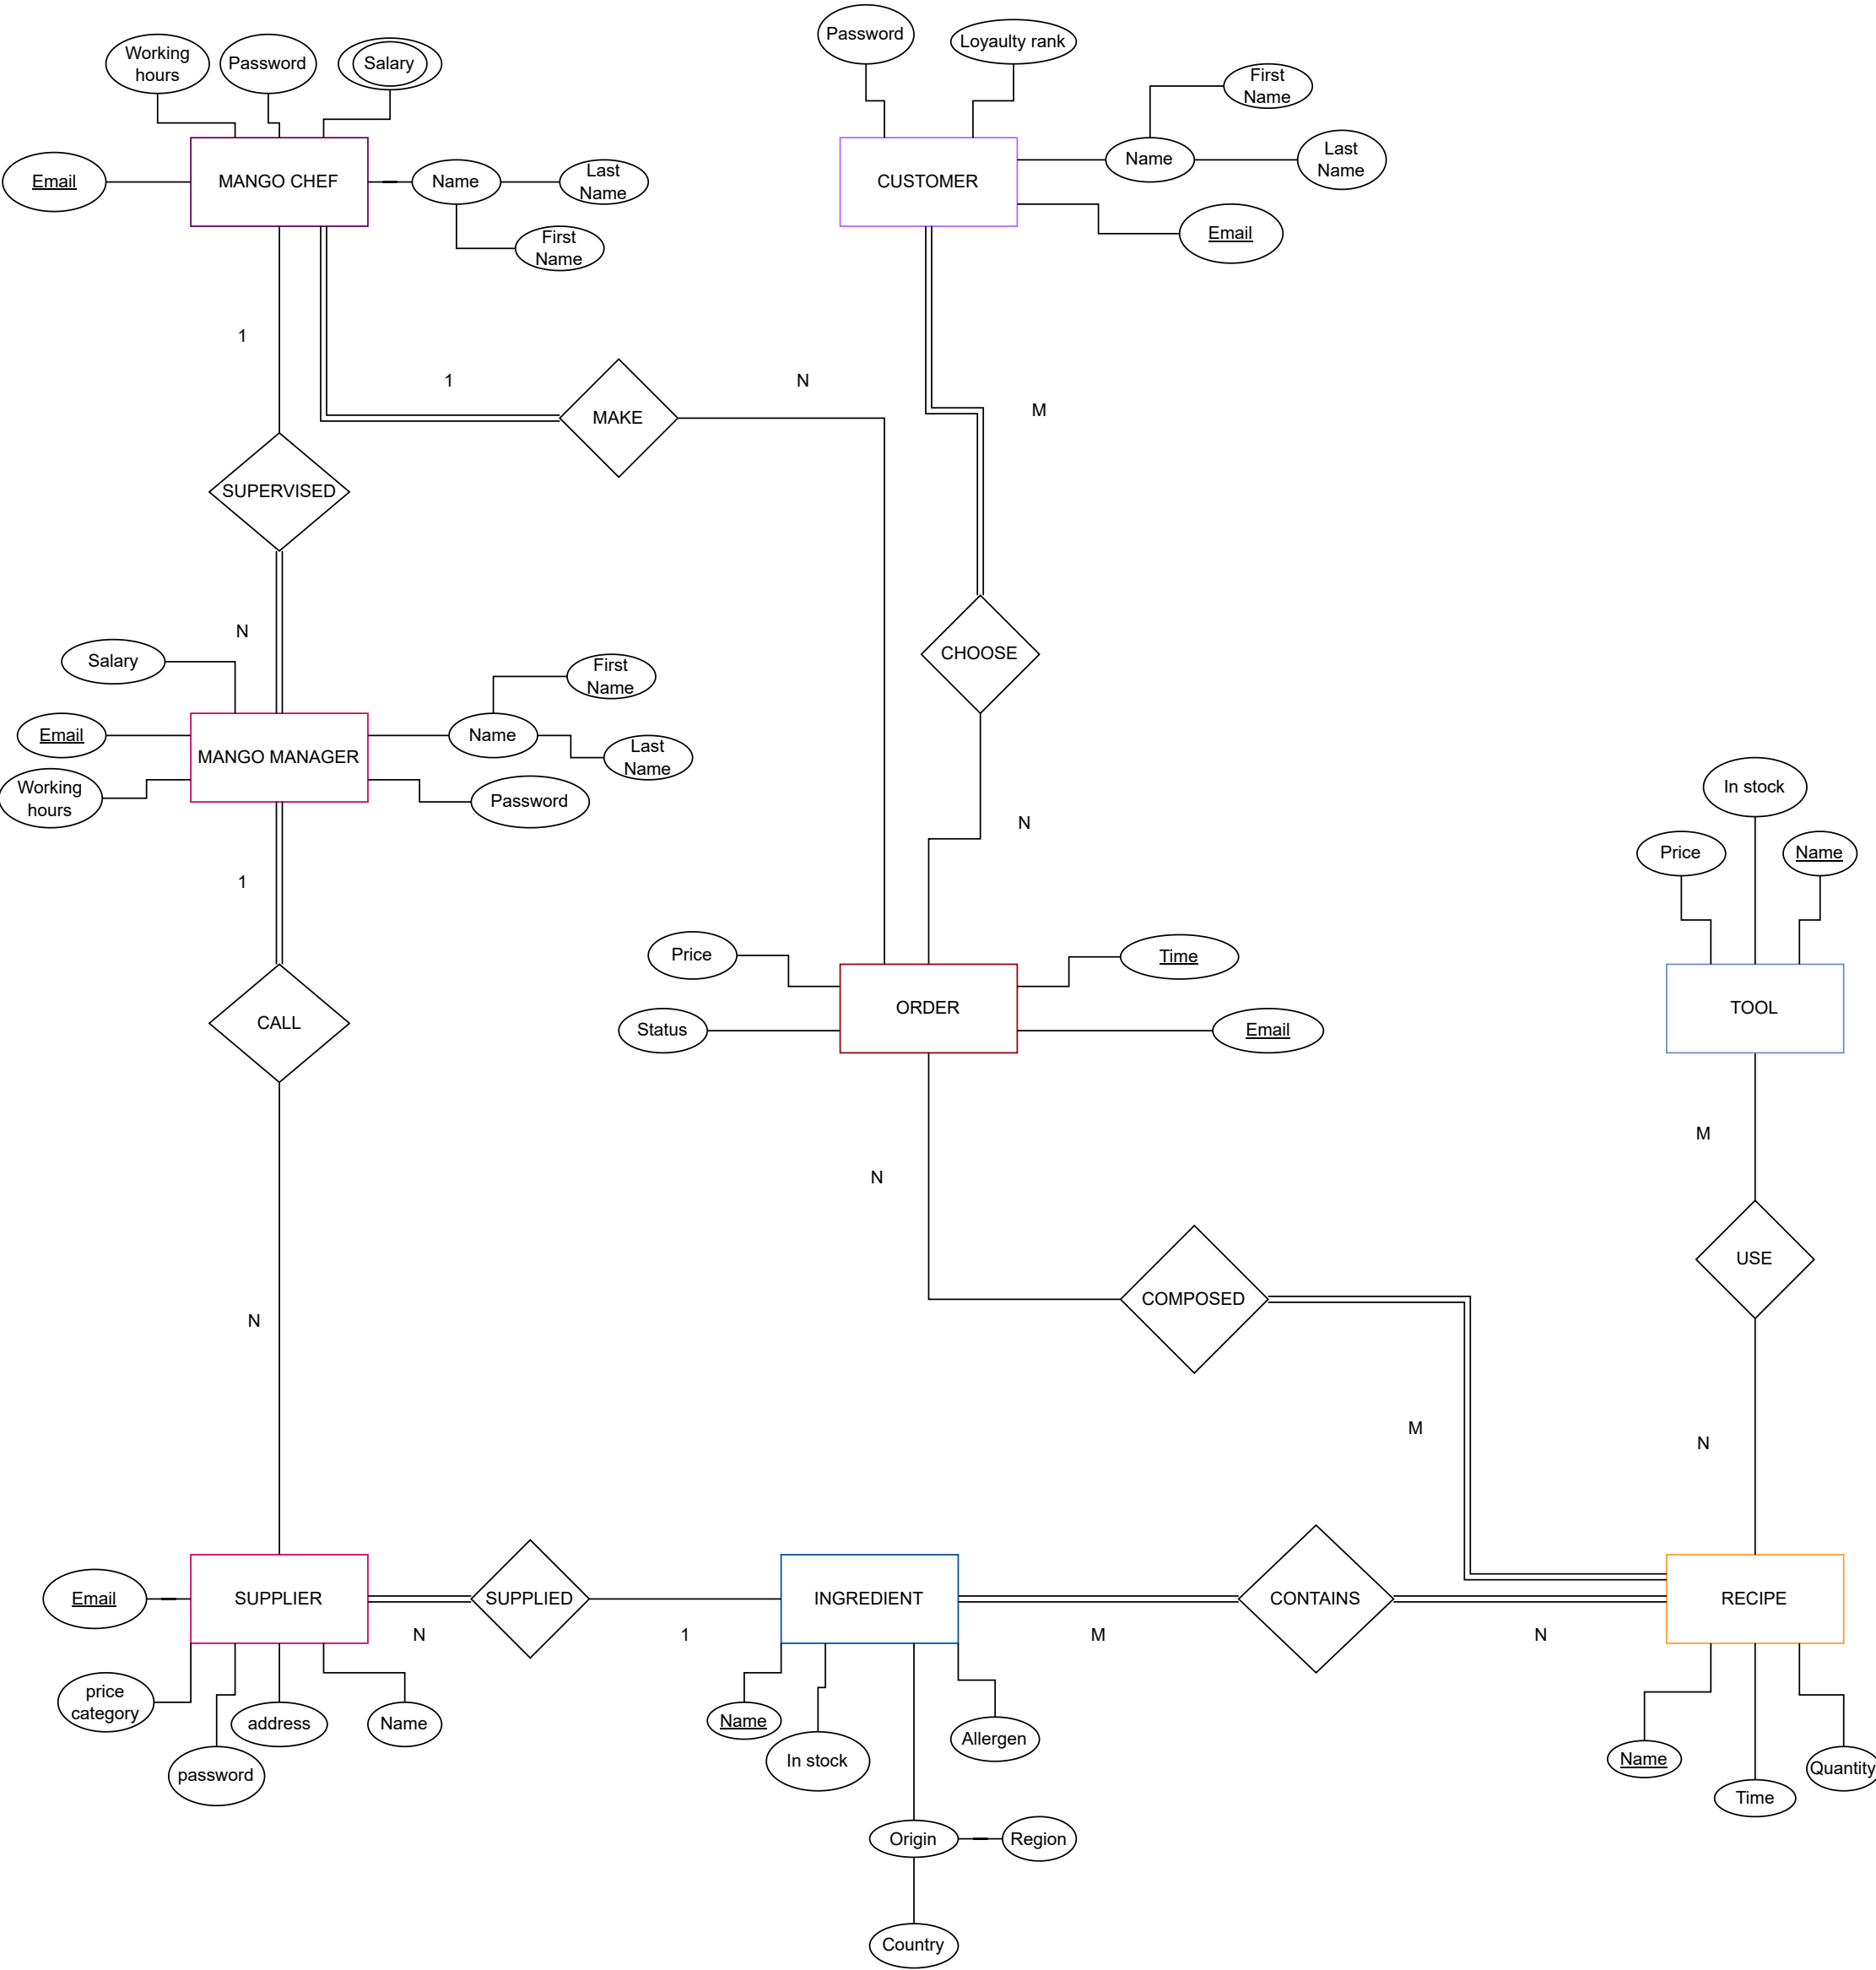 Password
Loyaulty rank
Working
hours
Password
Salary
First
Name
Email
MANGO CHEF
Name
Last
Name
First
Name
CUSTOMER
Name
Last
Name
Email
1
1
MAKE
N
M
SUPERVISED
N
CHOOSE
Salary
First
Name
Email
MANGO MANAGER
Name
Last
Name
Working
hours
Password
N
In stock
1
Price
Name
Price
Time
CALL
Status
ORDER
Email
TOOL
M
N
USE
N
COMPOSED
M
N
Email
SUPPLIER
SUPPLIED
INGREDIENT
CONTAINS
RECIPE
N
1
M
N
price
category
address
Name
password
Name
In stock
Allergen
Name
Time
Quantity
Origin
Region
Country